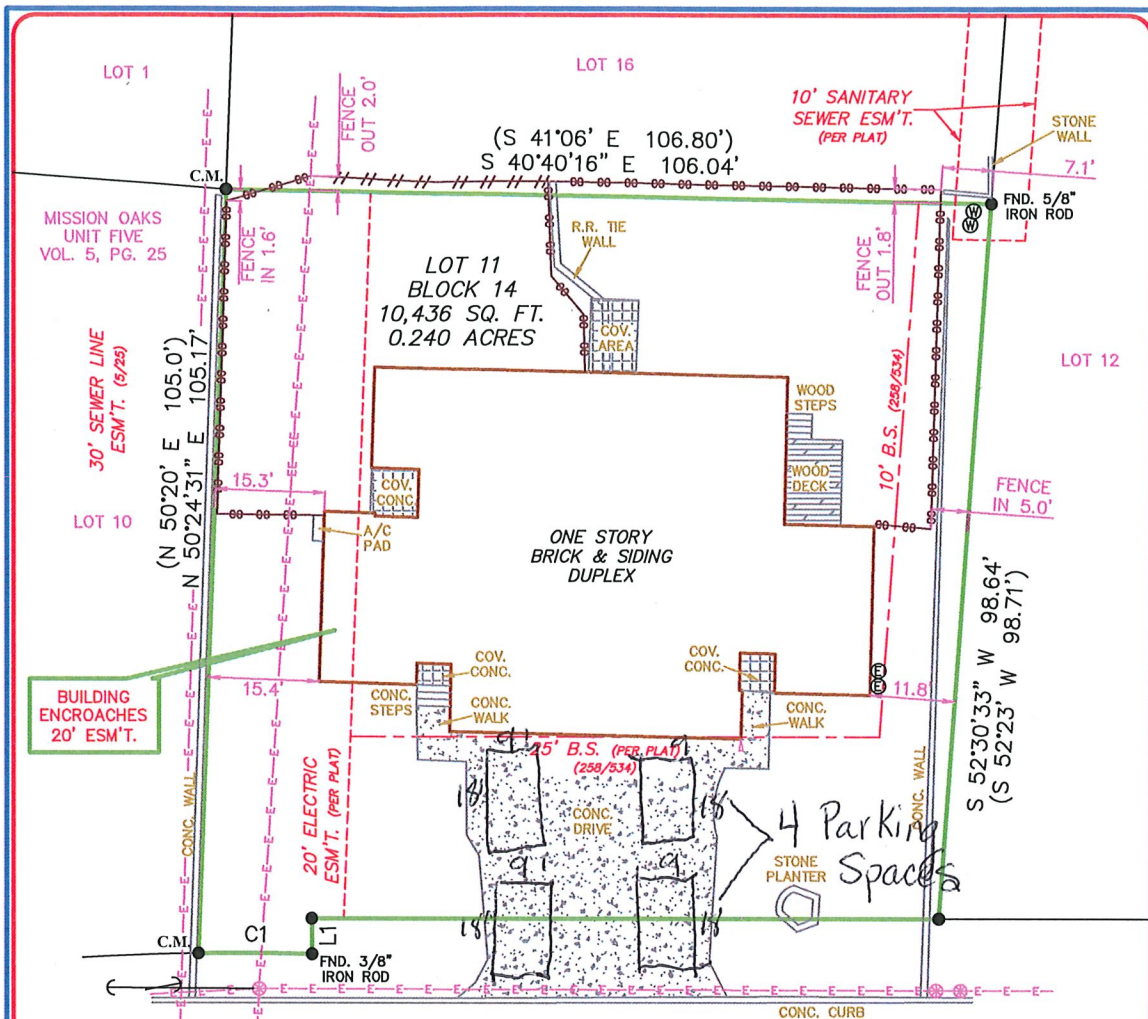 LOT 1
LOT 16
FENCE
OUT 2.0'
(S 41°06' E 106.80')
S 40°40'16" E 106.04'
10' SANITARY
SEWER ESM'T.
(PER PLAT)
STONE
WALL
7.1'
C.M.
FND. 5/8"
IRON ROD
W
W
MISSION OAKS
UNIT FIVE
VOL. 5, PG. 25
FENCE
IN 1.6'
R.R. TIE
WALL
FENCE
OUT 1.8'
LOT 11
BLOCK 14
10,436 SQ. FT.
0.240 ACRES
COV.
AREA
30' SEWER LINE
ESM'T. (5/25)
(N 50°20' E 105.0')
N 50°24'31" E 105.17'
LOT 12
WOOD
STEPS
WOOD
DECK
10' B.S. (258/534)
15.3'
COV.
CONC.
FENCE
IN 5.0'
LOT 10
A/C
PAD
ONE STORY
BRICK & SIDING
DUPLEX
S 52°30'33" W 98.64'
(S 52°23' W 98.71')
BUILDING
ENCROACHES
20' ESM'T.
15.4'
COV.
CONC.
CONC.
STEPS
CONC.
WALK
COV.
CONC.
CONC.
WALK
E
E
11.8'
25' B.S. (PER PLAT)
(258/534)
9'
9
18'
18'
CONC. WALL
20' ELECTRIC
ESM'T. (PER PLAT)
CONC.
DRIVE
CONC. WALL
4 Parking
Spaces
STONE
PLANTER
9'
9
18'
18'
C.M.
C1
L1
FND. 3/8"
IRON ROD
CONC. CURB